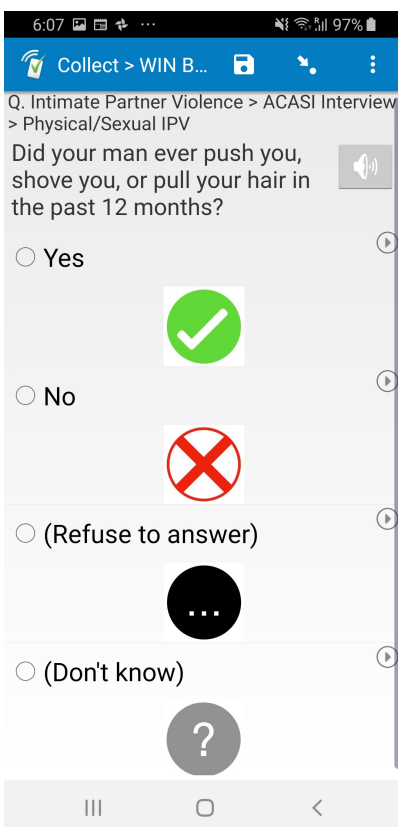 6:07 ...
97%
Collect > WIN B...
Q. Intimate Partner Violence > ACASI Interview
> Physical/Sexual IPV
Did your man ever push you,
shove you, or pull your hair in
the past 12 months?
Yes
No
(Refuse to answer)
...
(Don't know)
?